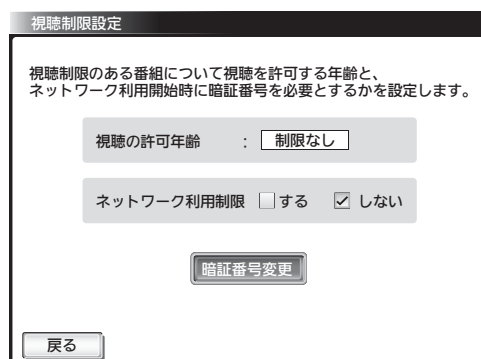 視聴制限設定
視聴制限のある番組について視聴を許可する年齢と、
ネットワーク利用開始時に暗証番号を必要とするかを設定します。
視聴の許可年齢 : 制限なし
ネットワーク利用制限 する しない
暗証番号変更
戻る